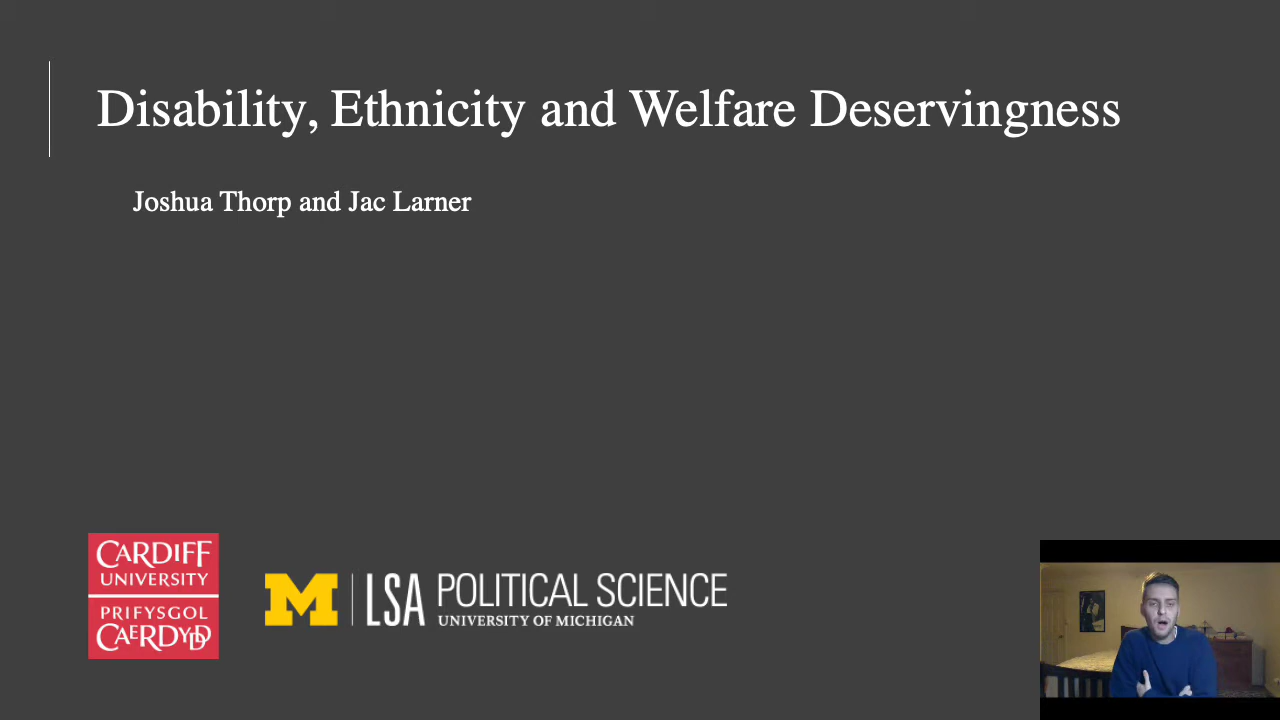 Disability, Ethnicity and Welfare Deservingness
Joshua Thorp and Jac Larner
CARDIFF
UNIVERSITY
PRIFYSGOL
CAERDYDD
M LSA POLITICAL SCIENCE
UNIVERSITY OF MICHIGAN